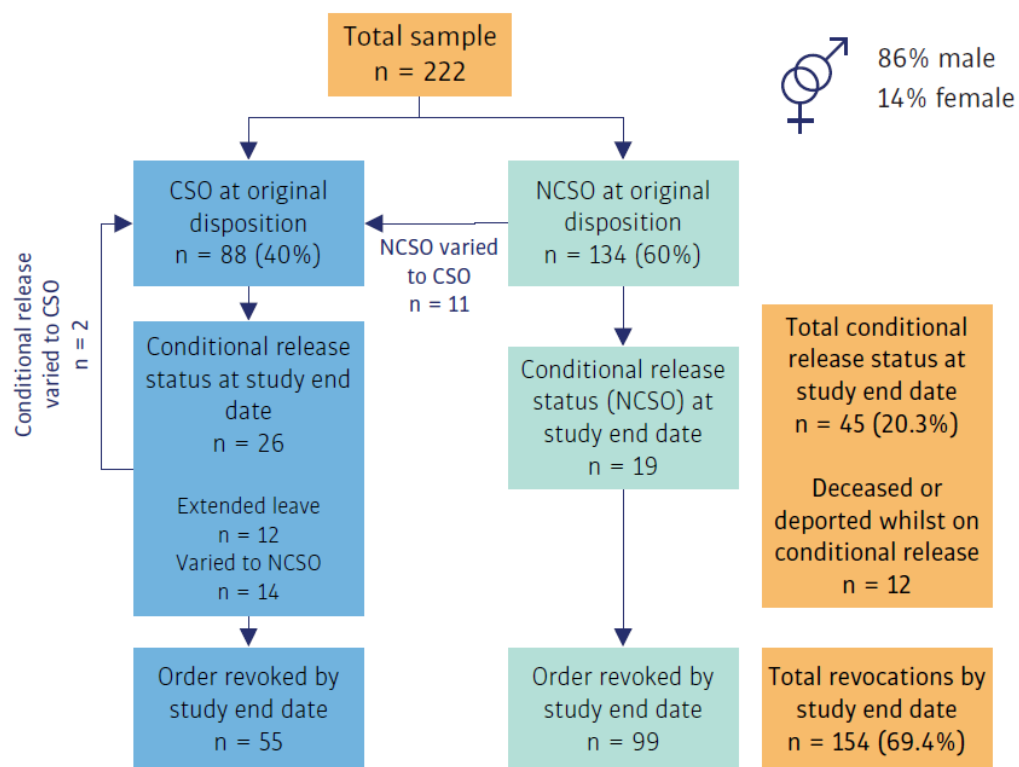 Total sample
n = 222
86% male
14% female
CSO at original
disposition
n = 88 (40%)
NCSO at original
disposition
n = 134 (60%)
NCSO varied
to CSO
n = 11
Conditional release
varied to CSO
n = 2
Conditional release
status at study end
date
n = 26
Extended leave
n = 12
Varied to NCSO
n = 14
Conditional release
status (NCSO) at
study end date
n = 19
Total conditional
release status at
study end date
n = 45 (20.3%)
Deceased or
deported whilst on
conditional release
n = 12
Order revoked by
study end date
n = 55
Order revoked by
study end date
n = 99
Total revocations by
study end date
n = 154 (69.4%)